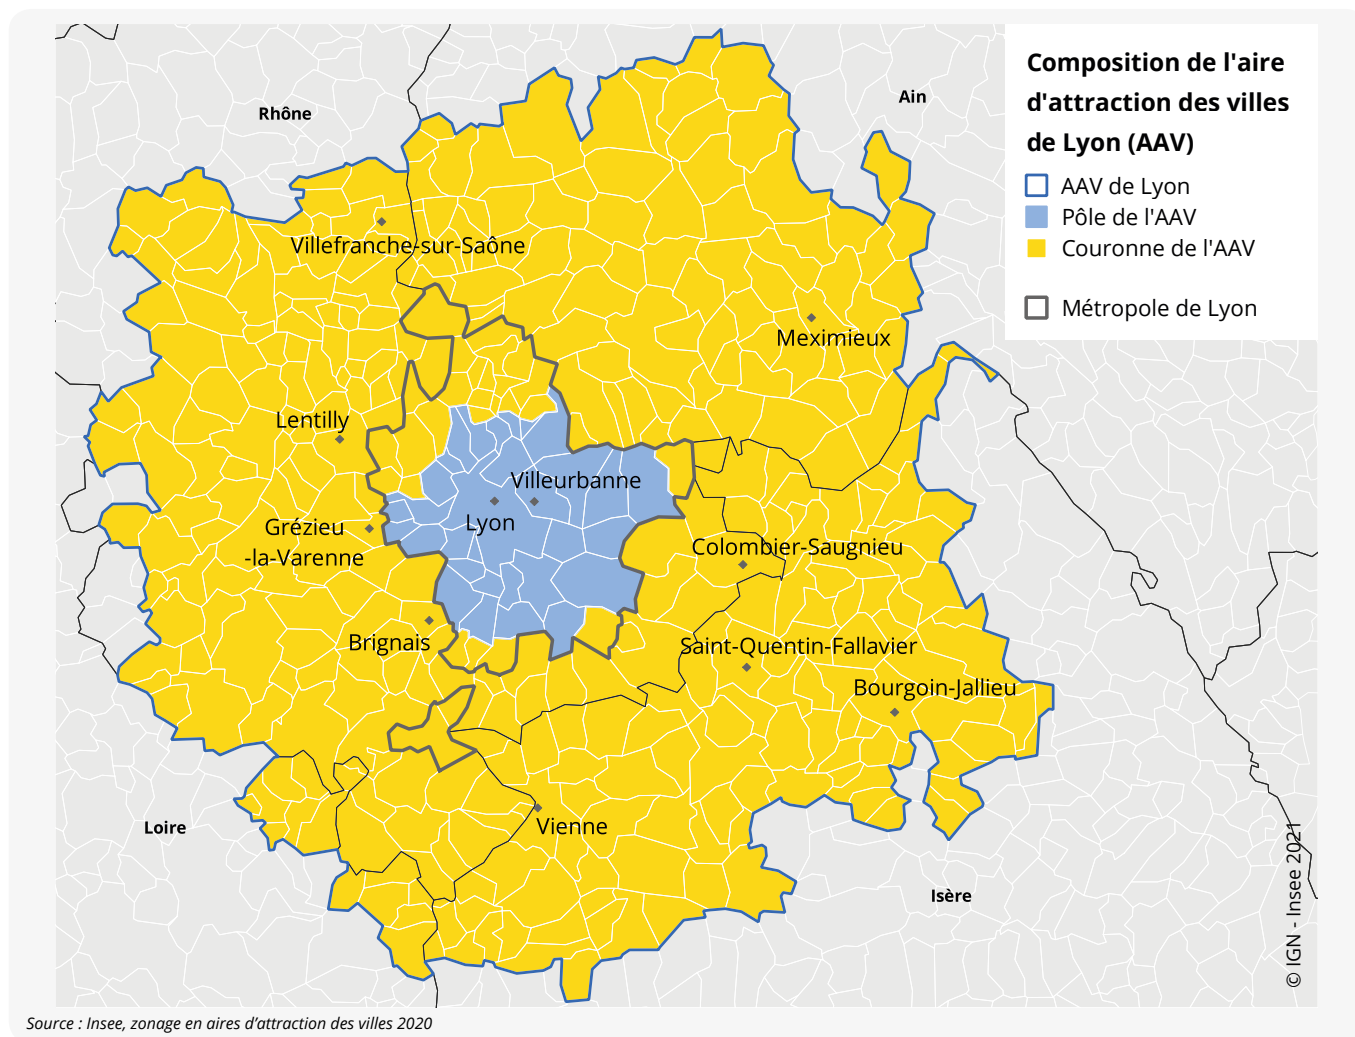 Composition de l'aire
d'attraction des villes
de Lyon (AAV)
AAV de Lyon
Pôle de l'AAV
Couronne de l'AAV
Métropole de Lyon
Ain
Rhône
Villefranche-sur-Saône
Meximieux
Lentilly
Villeurbanne
Lyon
Grézieu
-la-Varenne
Colombier-Saugnieu
Brignais
Saint-Quentin-Fallavier
Bourgoin-Jallieu
Loire
Vienne
Isère
© IGN - Insee 2021
Source : Insee, zonage en aires d’attraction des villes 2020